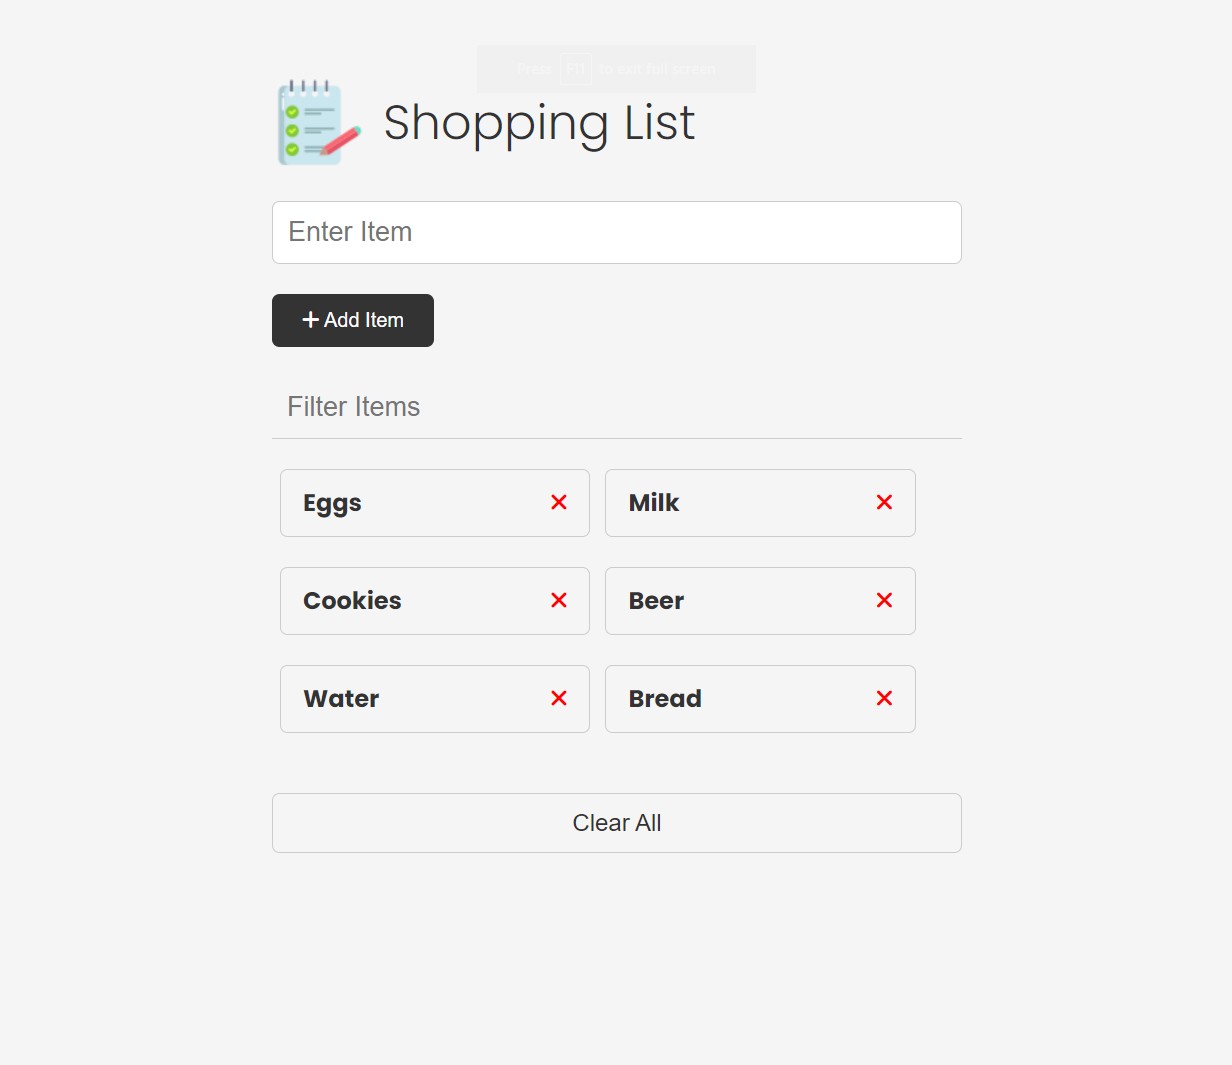 Press F11 to exit full screen
Shopping List
Enter Item
Add Item
Filter Items
Eggs
Milk
Cookies
Beer
Water
Bread
Clear All